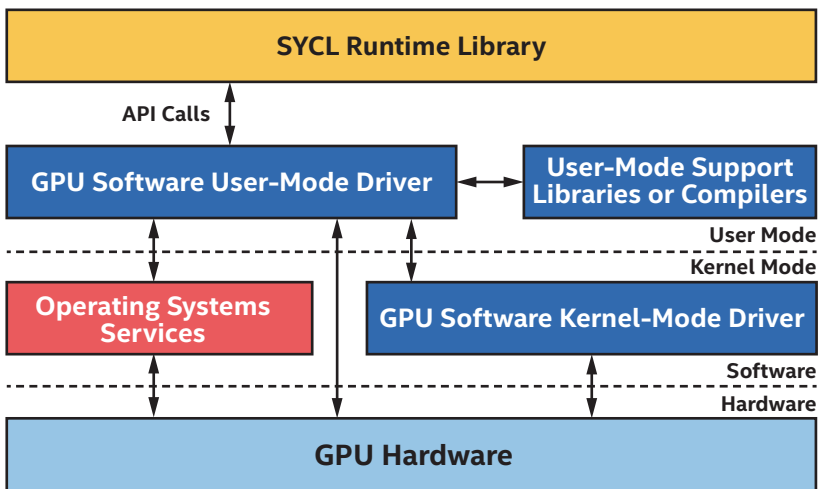 SYCL Runtime Library
API Calls
GPU Software User-Mode Driver
User-Mode Support
Libraries or Compilers
User Mode
Kernel Mode
Operating Systems
Services
GPU Software Kernel-Mode Driver
Software
Hardware
GPU Hardware